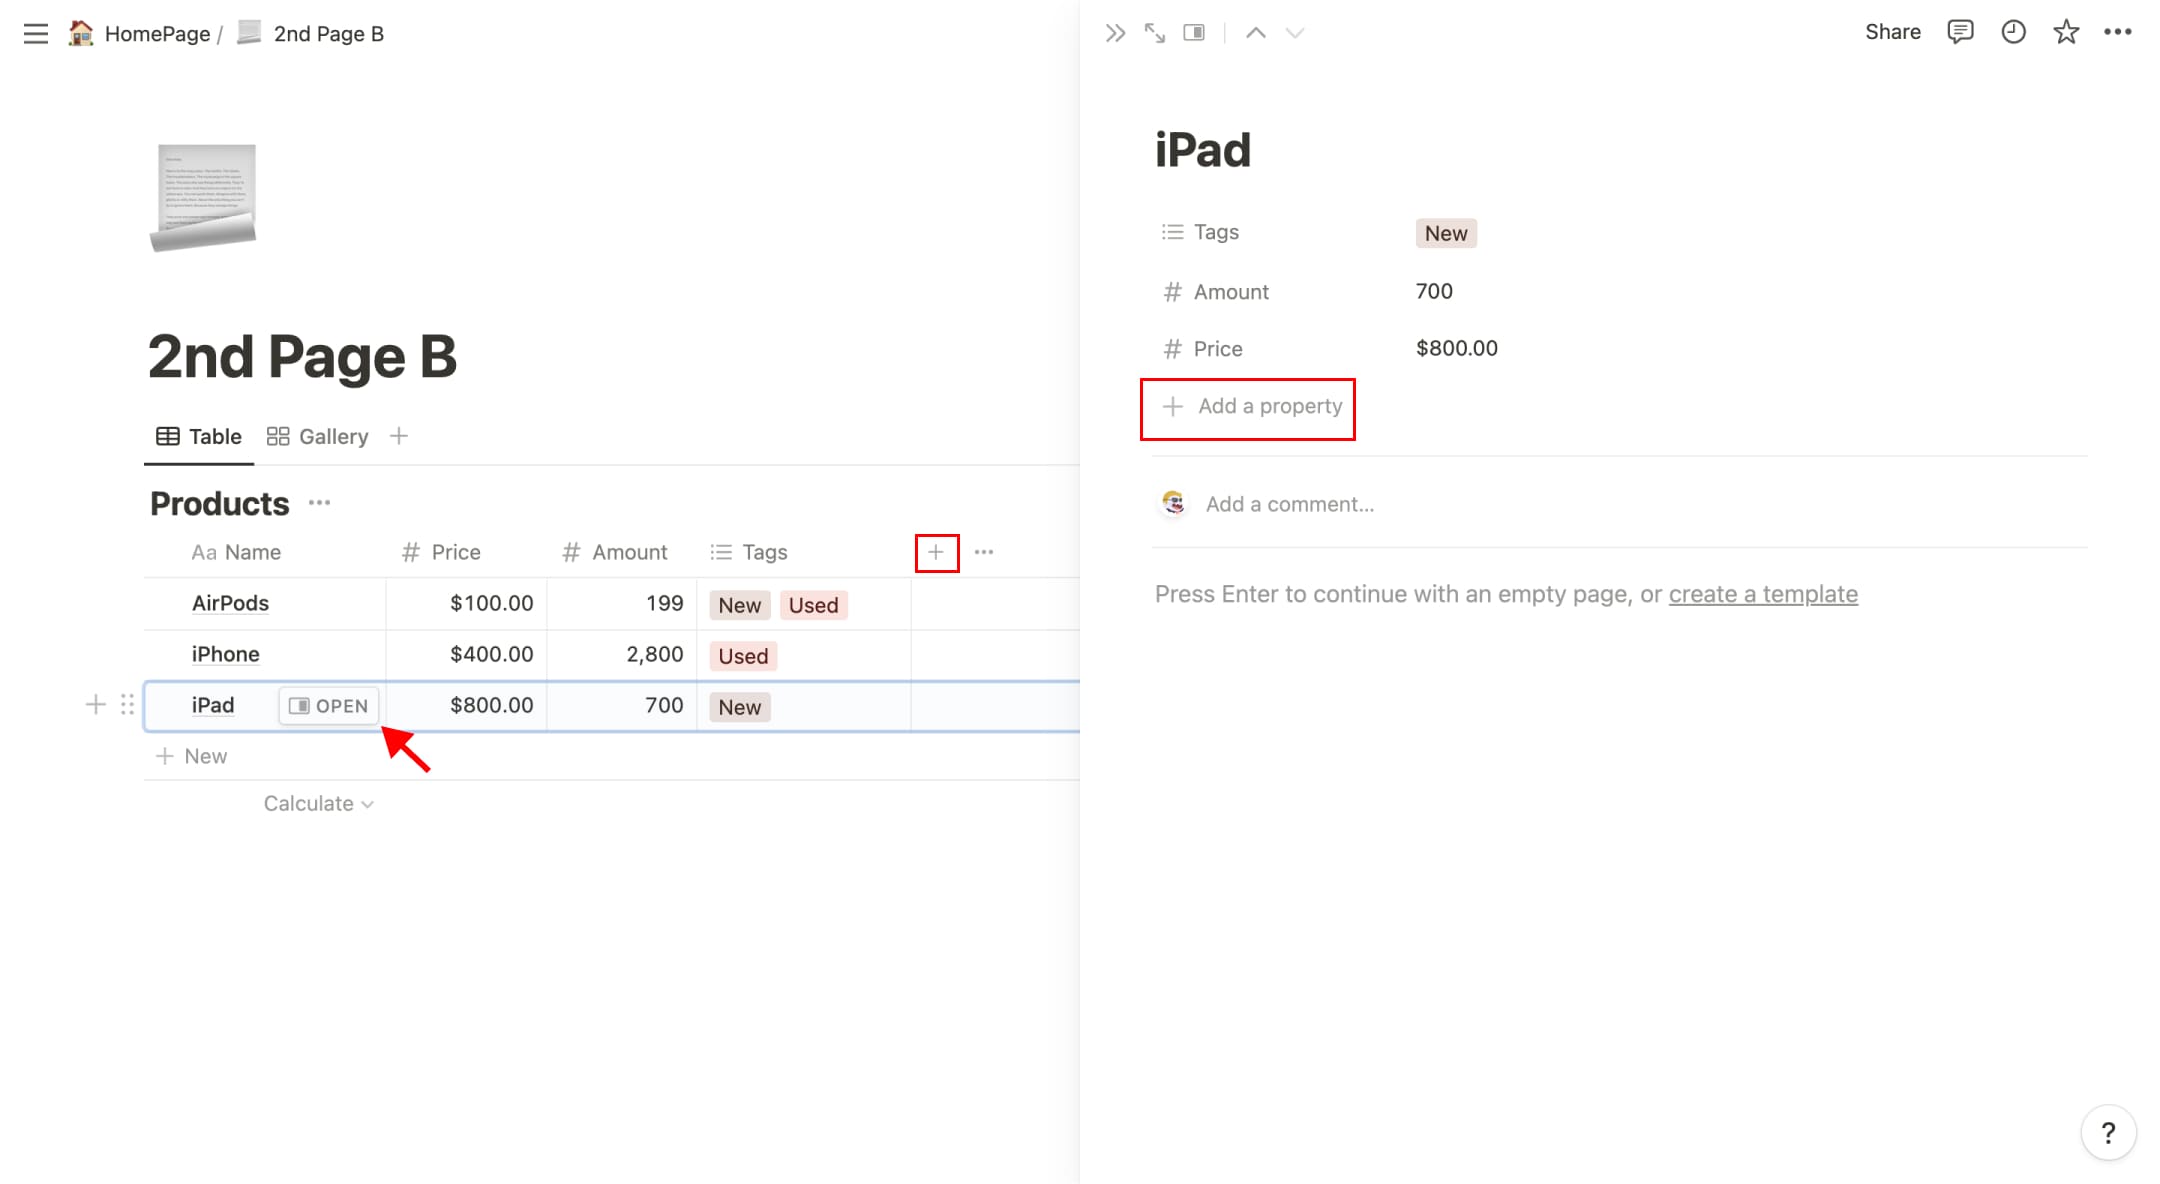 HomePage / 2nd Page B
Share
2nd Page B
Table Gallery
Products
Aa Name # Price # Amount Tags
AirPods $100.00 199 New Used
iPhone $400.00 2,800 Used
iPad OPEN $800.00 700 New
+ New
Calculate
iPad
Tags New
# Amount 700
# Price $800.00
+ Add a property
Add a comment...
Press Enter to continue with an empty page, or create a template
?